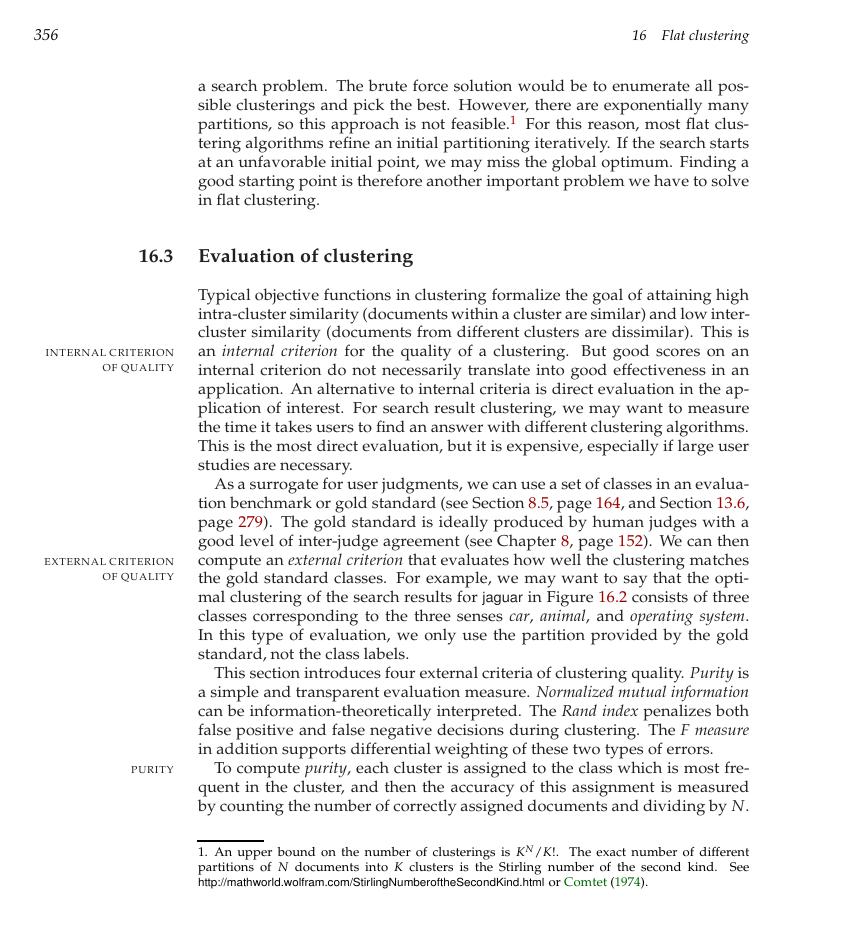 356
16 Flat clustering
a search problem. The brute force solution would be to enumerate all pos-
sible clusterings and pick the best. However, there are exponentially many
partitions, so this approach is not feasible.1 For this reason, most flat clus-
tering algorithms refine an initial partitioning iteratively. If the search starts
at an unfavorable initial point, we may miss the global optimum. Finding a
good starting point is therefore another important problem we have to solve
in flat clustering.
16.3 Evaluation of clustering
Typical objective functions in clustering formalize the goal of attaining high
intra-cluster similarity (documents within a cluster are similar) and low inter-
cluster similarity (documents from different clusters are dissimilar). This is
INTERNAL CRITERION
OF QUALITY
an internal criterion for the quality of a clustering. But good scores on an
internal criterion do not necessarily translate into good effectiveness in an
application. An alternative to internal criteria is direct evaluation in the ap-
plication of interest. For search result clustering, we may want to measure
the time it takes users to find an answer with different clustering algorithms.
This is the most direct evaluation, but it is expensive, especially if large user
studies are necessary.
As a surrogate for user judgments, we can use a set of classes in an evalua-
tion benchmark or gold standard (see Section 8.5, page 164, and Section 13.6,
page 279). The gold standard is ideally produced by human judges with a
good level of inter-judge agreement (see Chapter 8, page 152). We can then
EXTERNAL CRITERION
OF QUALITY
compute an external criterion that evaluates how well the clustering matches
the gold standard classes. For example, we may want to say that the opti-
mal clustering of the search results for jaguar in Figure 16.2 consists of three
classes corresponding to the three senses car, animal, and operating system.
In this type of evaluation, we only use the partition provided by the gold
standard, not the class labels.
This section introduces four external criteria of clustering quality. Purity is
a simple and transparent evaluation measure. Normalized mutual information
can be information-theoretically interpreted. The Rand index penalizes both
false positive and false negative decisions during clustering. The F measure
in addition supports differential weighting of these two types of errors.
PURITY
To compute purity, each cluster is assigned to the class which is most fre-
quent in the cluster, and then the accuracy of this assignment is measured
by counting the number of correctly assigned documents and dividing by N.
1. An upper bound on the number of clusterings is K^N/K!. The exact number of different
partitions of N documents into K clusters is the Stirling number of the second kind. See
http://mathworld.wolfram.com/StirlingNumberoftheSecondKind.html or Comtet (1974).